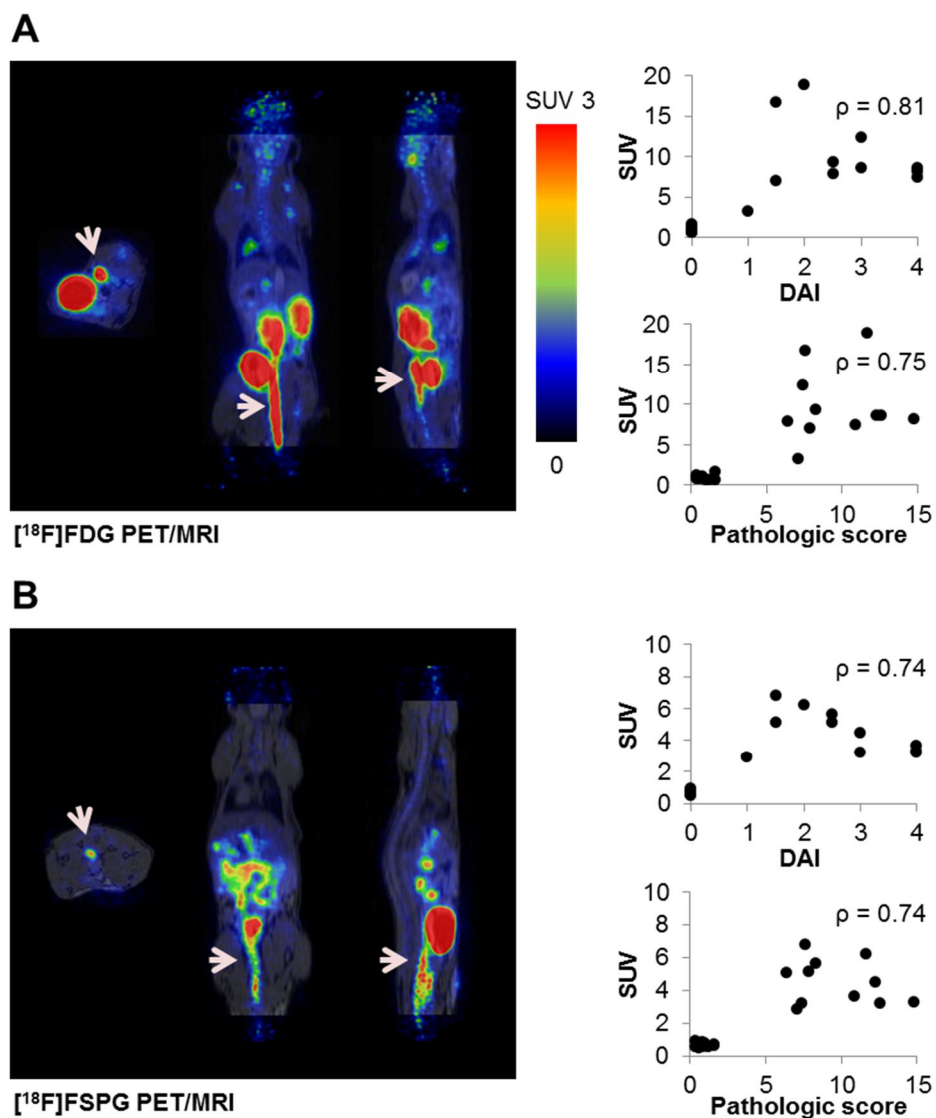 A
SUV 3
0
[¹⁸F]FDG PET/MRI
20
15
10
5
0
SUV
ρ = 0.81
0 1 2 3 4
DAI
20
15
10
5
0
SUV
ρ = 0.75
0 5 10 15
Pathologic score
B
[¹⁸F]FSPG PET/MRI
10
8
6
4
2
0
SUV
ρ = 0.74
0 1 2 3 4
DAI
10
8
6
4
2
0
SUV
ρ = 0.74
0 5 10 15
Pathologic score